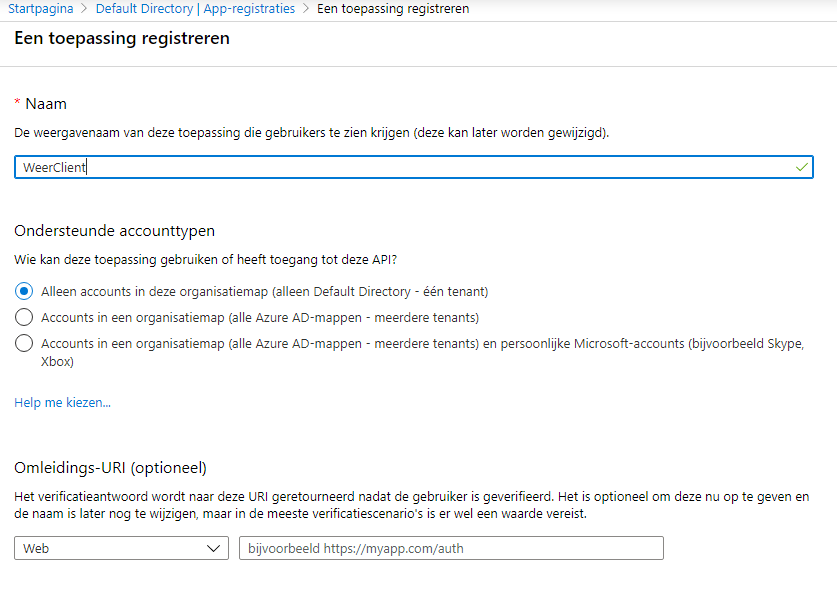 Startpagina > Default Directory | App-registraties > Een toepassing registreren
Een toepassing registreren
* Naam
De weergavenaam van deze toepassing die gebruikers te zien krijgen (deze kan later worden gewijzigd).
WeerClient
Ondersteunde accounttypen
Wie kan deze toepassing gebruiken of heeft toegang tot deze API?
Alleen accounts in deze organisatiemap (alleen Default Directory - één tenant)
Accounts in een organisatiemap (alle Azure AD-mappen - meerdere tenants)
Accounts in een organisatiemap (alle Azure AD-mappen - meerdere tenants) en persoonlijke Microsoft-accounts (bijvoorbeeld Skype,
Xbox)
Help me kiezen...
Omleidings-URI (optioneel)
Het verificatieantwoord wordt naar deze URI geretourneerd nadat de gebruiker is geverifieerd. Het is optioneel om deze nu op te geven en
de naam is later nog te wijzigen, maar in de meeste verificatiescenario's is er wel een waarde vereist.
Web
bijvoorbeeld https://myapp.com/auth